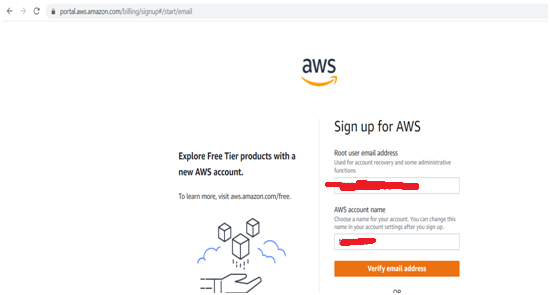 portal.aws.amazon.com/billing/signup#/start/email
aws
Sign up for AWS
Explore Free Tier products with a
new AWS account.
To learn more, visit aws.amazon.com/free.
Root user email address
Used for account recovery and some administrative
functions
AWS account name
Choose a name for your account. You can change this
name in your account settings after you sign up.
Verify email address
OR